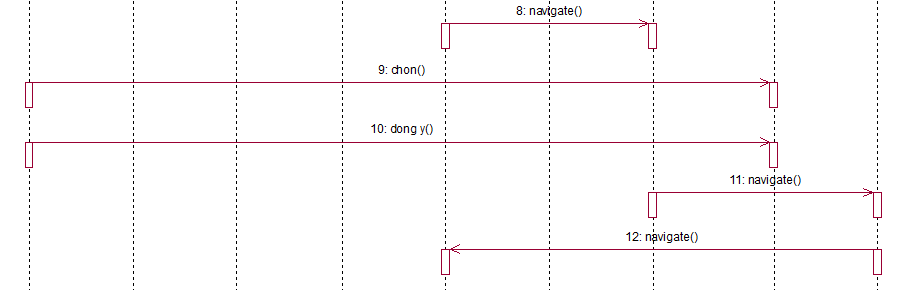 8: navigate()
9: chon()
10: dong y()
11: navigate()
12: navigate()